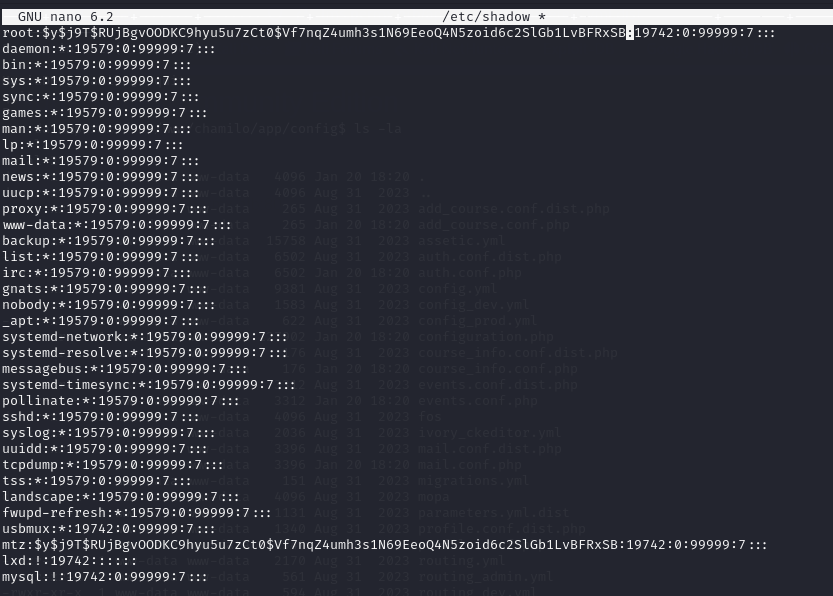 GNU nano 6.2 /etc/shadow *
root:$y$j9T$RUjBgvOODKC9hyu5u7zCt0$Vf7nqZ4umh3s1N69EeoQ4N5zoid6c2SlGb1LvBFRxSB:19742:0:99999:7:::
daemon:*:19579:0:99999:7:::
bin:*:19579:0:99999:7:::
sys:*:19579:0:99999:7:::
sync:*:19579:0:99999:7:::
games:*:19579:0:99999:7:::
man:*:19579:0:99999:7:::
lp:*:19579:0:99999:7:::
mail:*:19579:0:99999:7:::
news:*:19579:0:99999:7:::
uucp:*:19579:0:99999:7:::
proxy:*:19579:0:99999:7:::
www-data:*:19579:0:99999:7:::
backup:*:19579:0:99999:7:::
list:*:19579:0:99999:7:::
irc:*:19579:0:99999:7:::
gnats:*:19579:0:99999:7:::
nobody:*:19579:0:99999:7:::
_apt:*:19579:0:99999:7:::
systemd-network:*:19579:0:99999:7:::
systemd-resolve:*:19579:0:99999:7:::
messagebus:*:19579:0:99999:7:::
systemd-timesync:*:19579:0:99999:7:::
pollinate:*:19579:0:99999:7:::
sshd:*:19579:0:99999:7:::
syslog:*:19579:0:99999:7:::
uuidd:*:19579:0:99999:7:::
tcpdump:*:19579:0:99999:7:::
tss:*:19579:0:99999:7:::
landscape:*:19579:0:99999:7:::
fwupd-refresh:*:19579:0:99999:7:::
usbmux:*:19742:0:99999:7:::
mtz:$y$j9T$RUjBgvOODKC9hyu5u7zCt0$Vf7nqZ4umh3s1N69EeoQ4N5zoid6c2SlGb1LvBFRxSB:19742:0:99999:7:::
lxd:!:19742::::::
mysql:!:19742:0:99999:7:::